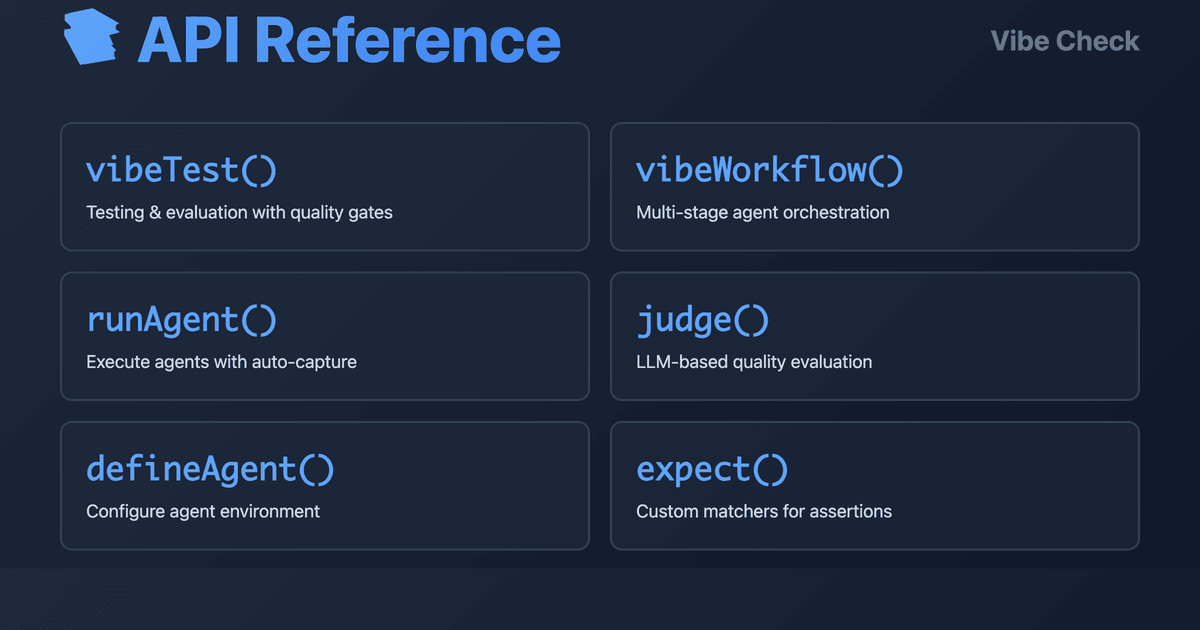 API Reference
Vibe Check
vibeTest()
Testing & evaluation with quality gates
vibeWorkflow()
Multi-stage agent orchestration
runAgent()
Execute agents with auto-capture
judge()
LLM-based quality evaluation
defineAgent()
Configure agent environment
expect()
Custom matchers for assertions